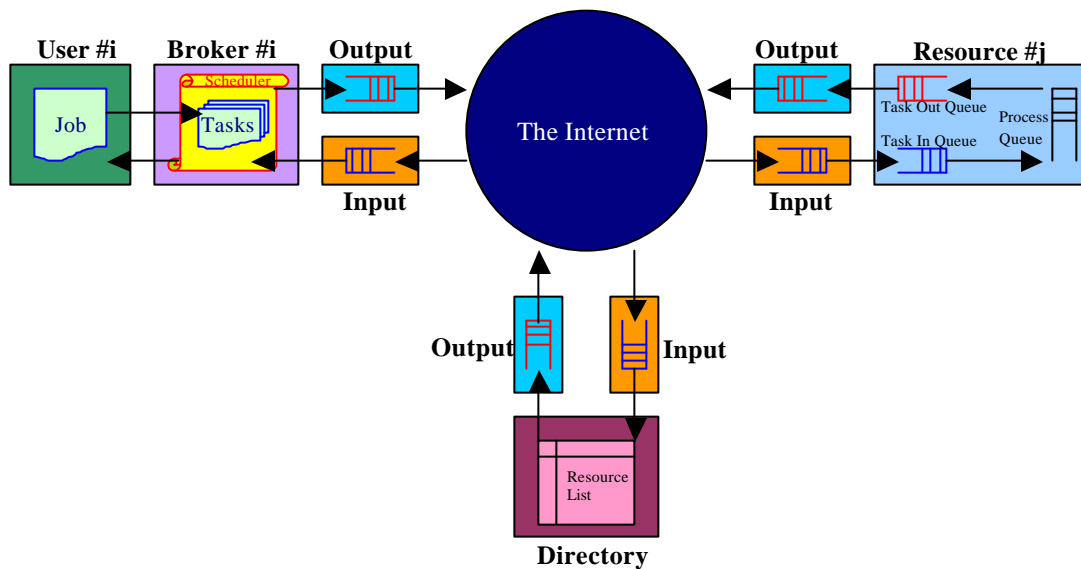 User #i
Broker #i
Output
Output
Resource #j
Scheduler
Job
Tasks
The Internet
Task Out Queue
Process
Queue
Task In Queue
Input
Input
Output
Input
Resource
List
Directory